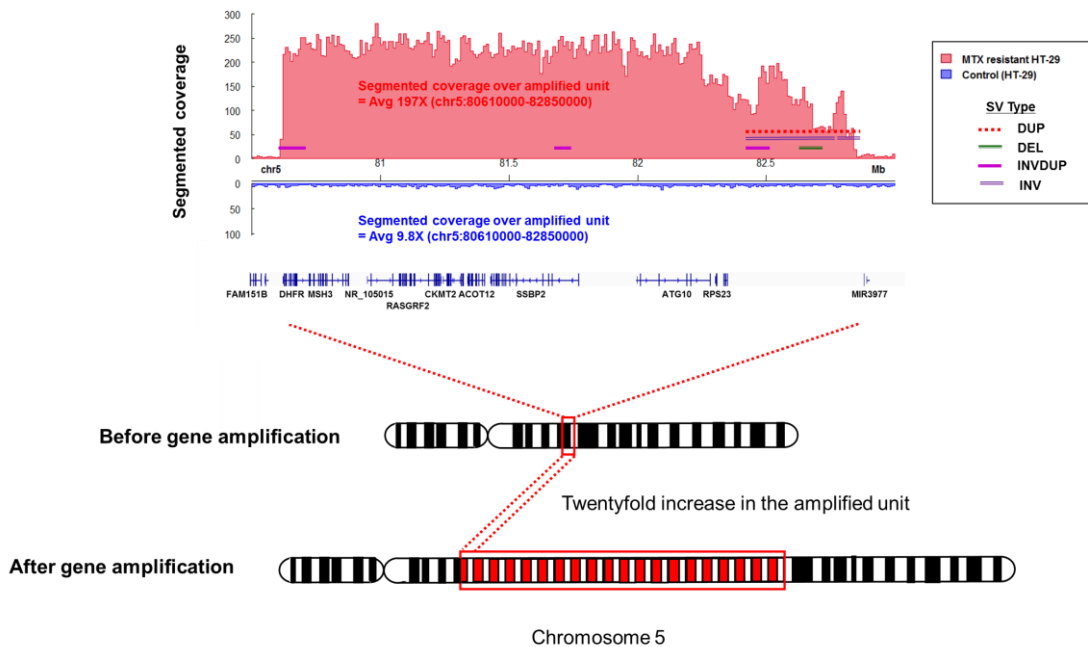 300
250
200
150
100
50
0
Segmented coverage
Segmented coverage over amplified unit
= Avg 197X (chr5:80610000-82850000)
chr5
81
81.5
82
82.5
Mb
0
50
100
Segmented coverage over amplified unit
= Avg 9.8X (chr5:80610000-82850000)
MTX resistant HT-29
Control (HT-29)
SV Type
DUP
DEL
INVDUP
INV
FAM151B
DHFR
MSH3
NR_105015
RASGRF2
CKMT2
ACOT12
SSBP2
ATG10
RPS23
MIR3977
Before gene amplification
Twentyfold increase in the amplified unit
After gene amplification
Chromosome 5